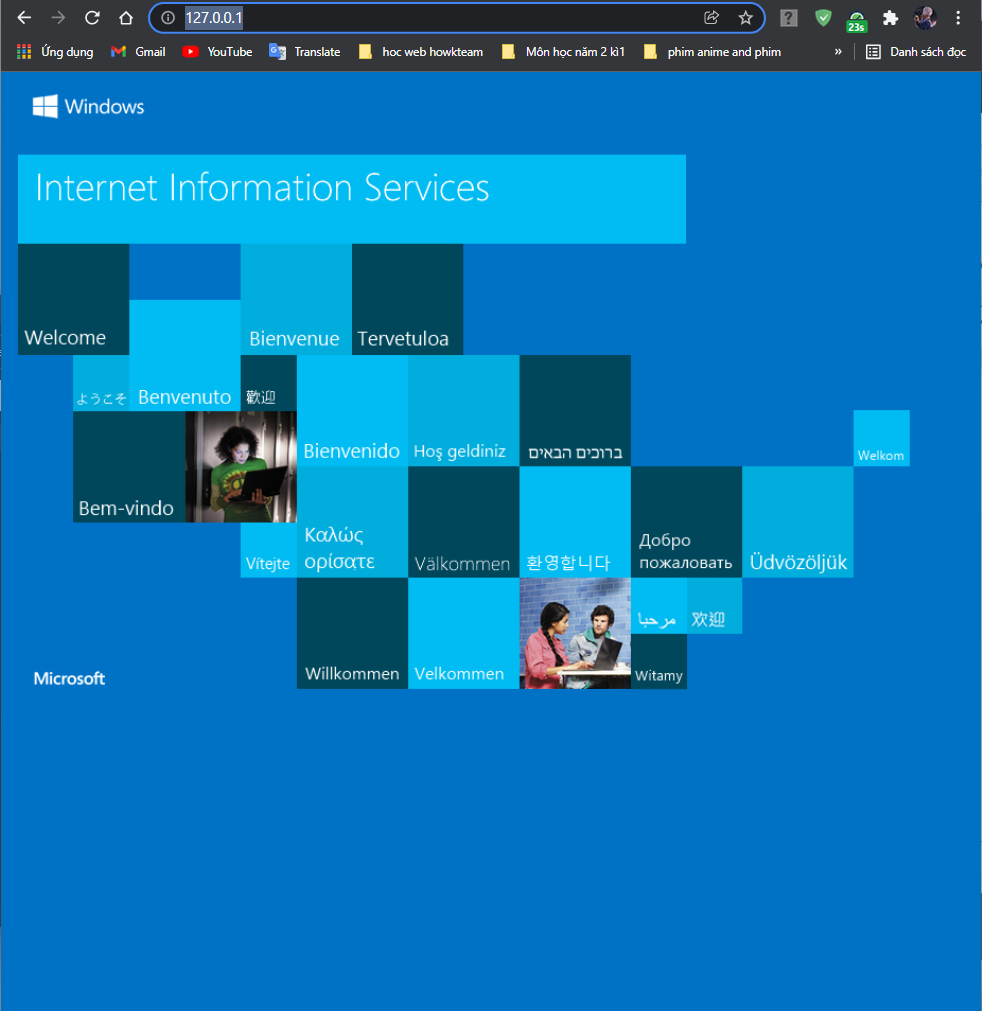 127.0.0.1
23s
Ứng dụng
Gmail
YouTube
Translate
hoc web howkteam
Môn học năm 2 kì1
phim anime and phim
»
Danh sách đọc
Windows
Internet Information Services
Welcome
Bienvenue
Tervetuloa
ようこそ
Benvenuto
歡迎
Bienvenido
Hoş geldiniz
ברוכים הבאים
Welkom
Bem-vindo
Vítejte
Καλώς
ορίσατε
Välkommen
환영합니다
Добро
пожаловать
Üdvözöljük
مرحبا
欢迎
Willkommen
Velkommen
Witamy
Microsoft